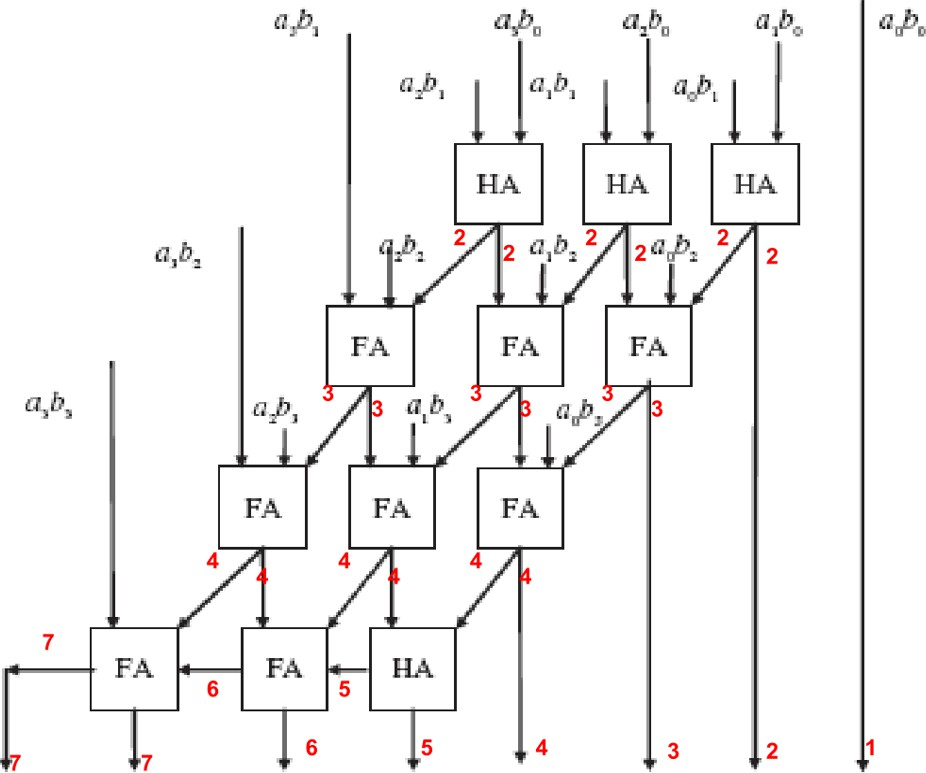 a₃b₁ a₃b₀ a₂b₀ a₁b₀ a₀b₀
a₂b₁ a₁b₁ a₀b₁
HA HA HA
2 2 2 2 2 2
a₃b₂ a₂b₂ a₁b₂ a₀b₂
FA FA FA
3 3 3 3 3
a₃b₃ a₂b₃ a₁b₃ a₀b₃
FA FA FA
4 4 4 4 4 4
7
FA FA HA
6 5
7 7 6 5 4 3 2 1